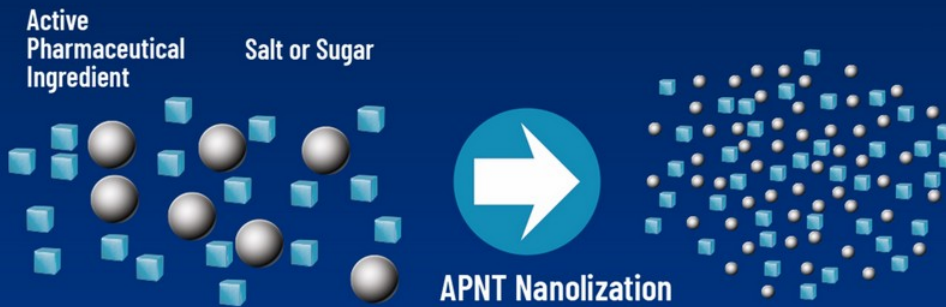 Active
Pharmaceutical
Ingredient
Salt or Sugar
APNT Nanolization